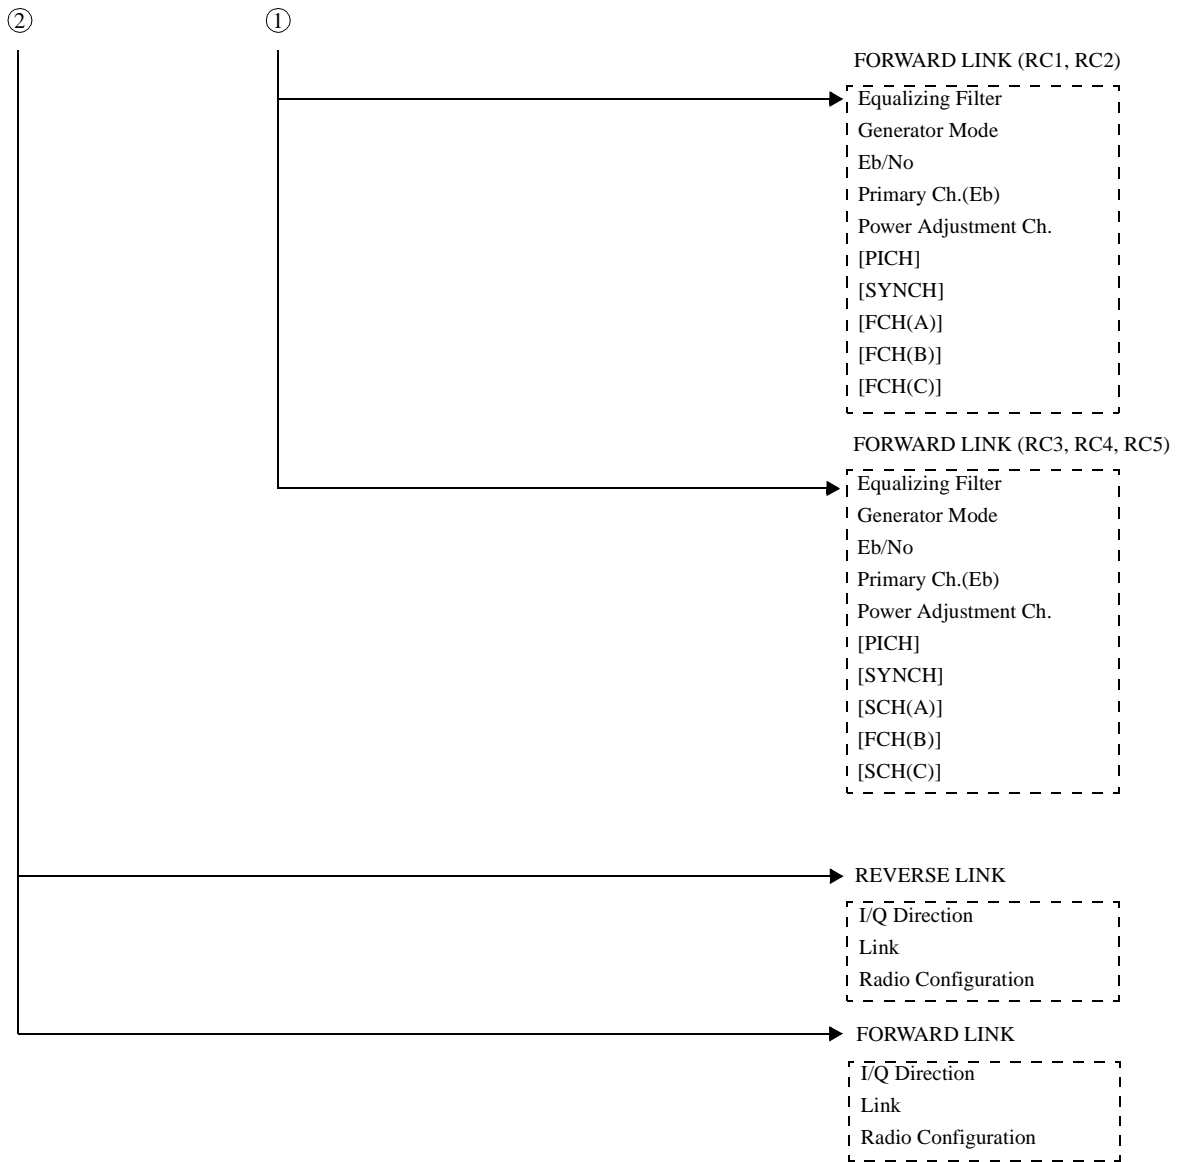 ② ①
FORWARD LINK (RC1, RC2)
Equalizing Filter
Generator Mode
Eb/No
Primary Ch.(Eb)
Power Adjustment Ch.
[PICH]
[SYNCH]
[FCH(A)]
[FCH(B)]
[FCH(C)]
FORWARD LINK (RC3, RC4, RC5)
Equalizing Filter
Generator Mode
Eb/No
Primary Ch.(Eb)
Power Adjustment Ch.
[PICH]
[SYNCH]
[SCH(A)]
[FCH(B)]
[SCH(C)]
REVERSE LINK
I/Q Direction
Link
Radio Configuration
FORWARD LINK
I/Q Direction
Link
Radio Configuration